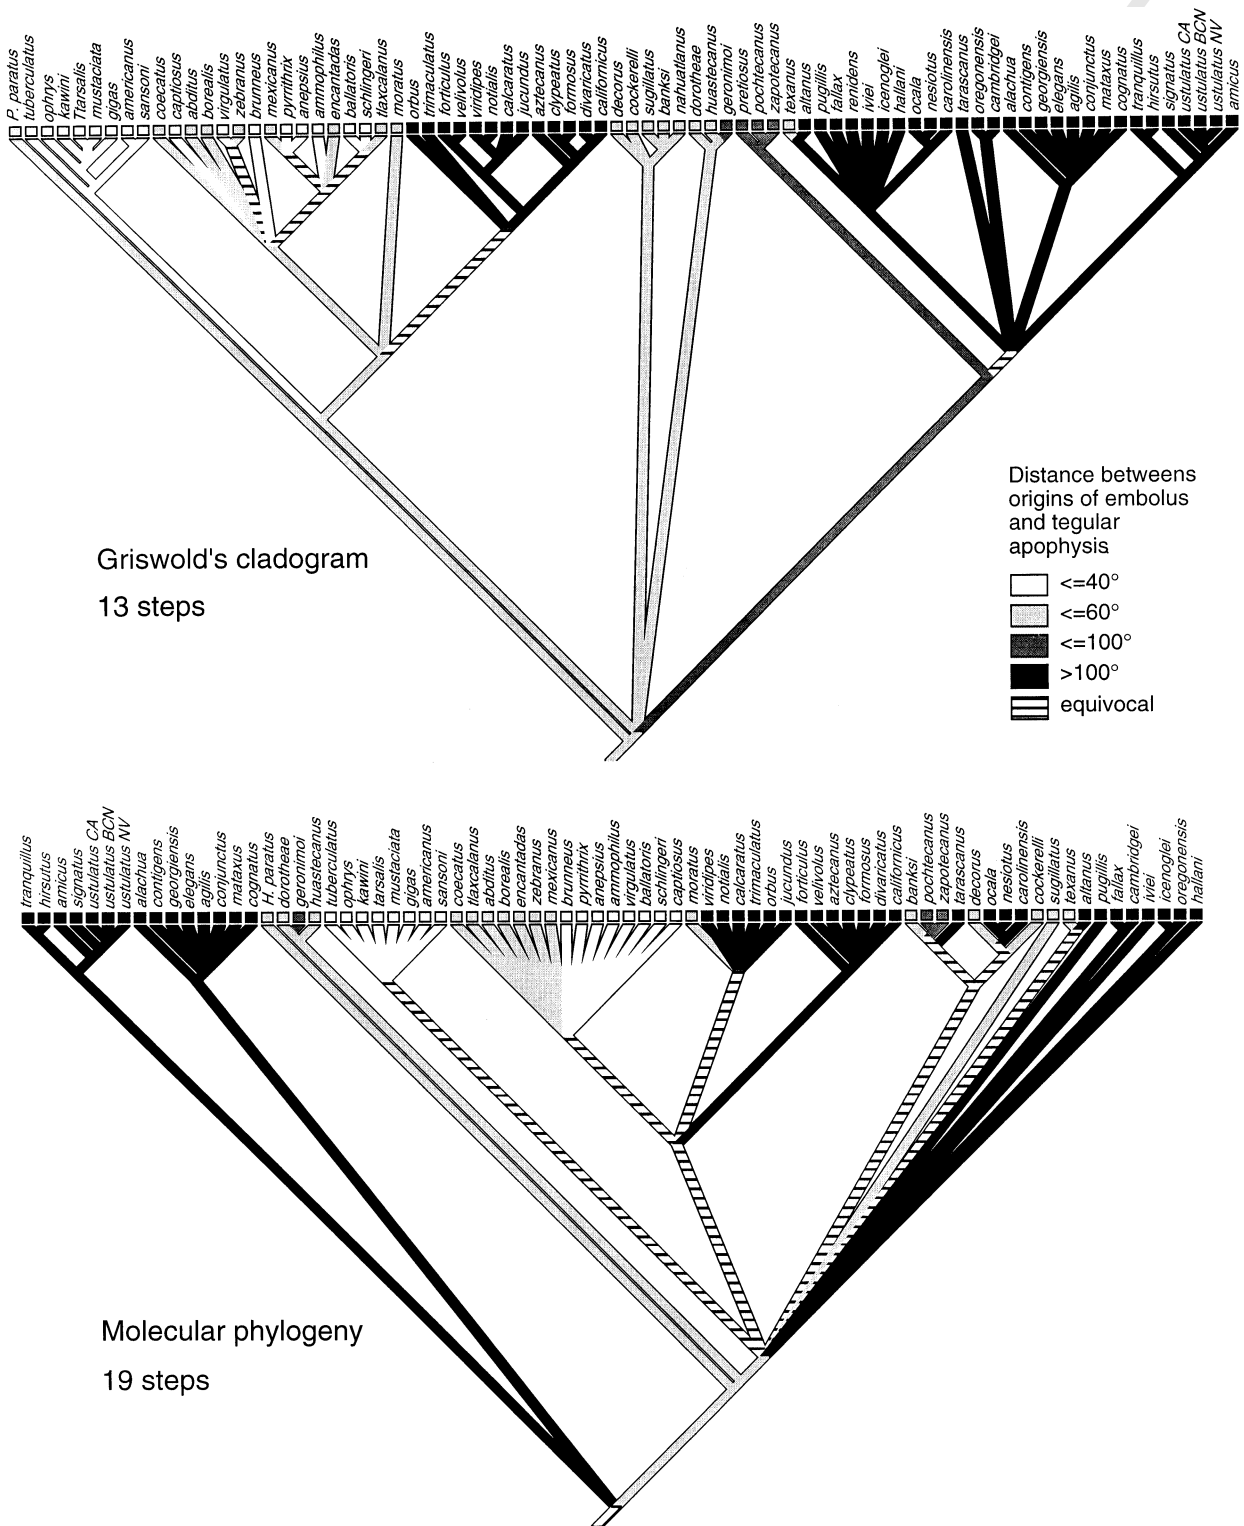 P. paratus
tuberculatus
ophrys
kawini
Ttarsalis
mustaciata
gigas
americanus
sansoni
coecatus
captiosus
abditus
borealis
virgulatus
zebranus
brunneus
mexicanus
pyrrithrix
anepsius
ammophilus
encantadas
ballatoris
schlingeri
tlaxcalanus
moratus
orbus
trimaculatus
forticulus
velivolus
viridipes
notialis
calcaratus
jucundus
aztecanus
clypeatus
formosus
divaricatus
californicus
decorus
cockerelli
sugillatus
banksi
nahuatlanus
dorotheae
huastecanus
geronimoi
pretiosus
pochtecanus
zapotecanus
texanus
altanus
pugillis
fallax
renidens
iviei
icenoglei
hallani
ocala
nesiotus
carolinensis
tarascanus
oregonensis
cambridgei
alachua
contigens
georgiensis
elegans
agilis
conjunctus
mataxus
cognatus
tranquillus
hirsutus
signatus
ustulatus CA
ustulatus BCN
ustulatus NV
amicus
Distance betweens
origins of embolus
and tegular
apophysis
<=40°
<=60°
<=100°
>100°
equivocal
Griswold's cladogram
13 steps
tranquillus
hirsutus
amicus
signatus
ustulatus CA
ustulatus BCN
ustulatus NV
alachua
contigens
georgiensis
elegans
agilis
conjunctus
mataxus
cognatus
H. paratus
dorotheae
geronimoi
huastecanus
tuberculatus
ophrys
kawini
tarsalis
mustaciata
gigas
americanus
sansoni
coecatus
tlaxcalanus
abditus
borealis
encantadas
zebranus
mexicanus
brunneus
pyrrithrix
anepsius
ammophilus
virgulatus
ballatoris
schlingeri
captiosus
moratus
viridipes
notialis
calcaratus
trimaculatus
orbus
jucundus
forticulus
velivolus
aztecanus
clypeatus
formosus
divaricatus
californicus
banksi
pochtecanus
zapotecanus
tarascanus
decorus
ocala
nesiotus
carolinensis
cockerelli
sugillatus
texanus
altanus
pugillis
fallax
cambridgei
iviei
icenoglei
oregonensis
hallani
Molecular phylogeny
19 steps